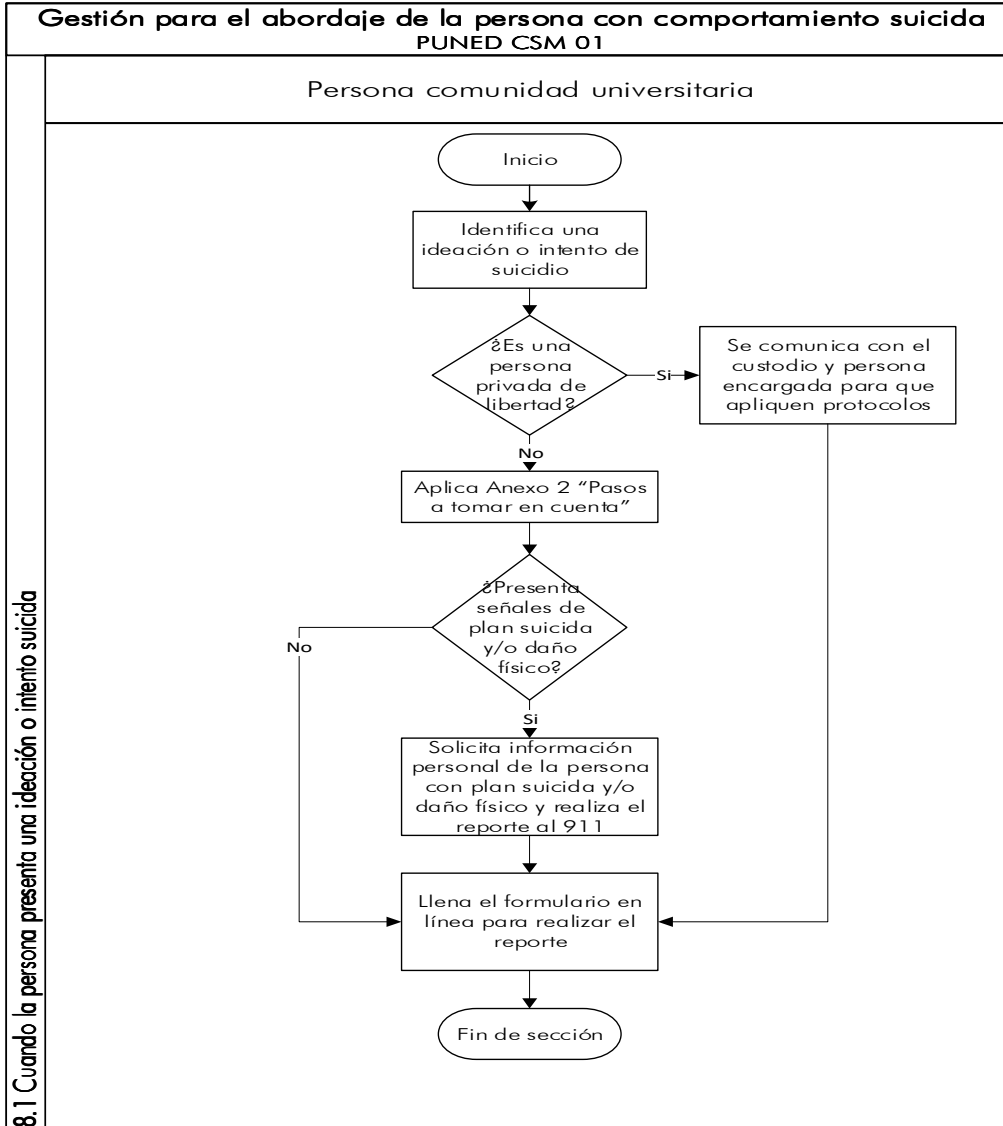 Gestión para el abordaje de la persona con comportamiento suicida
PUNED CSM 01
Persona comunidad universitaria
8.1 Cuando la persona presenta una ideación o intento suicida
Inicio
Identifica una
ideación o intento de
suicidio
¿Es una
persona
privada de
libertad?
Si
Se comunica con el
custodio y persona
encargada para que
apliquen protocolos
No
Aplica Anexo 2 “Pasos
a tomar en cuenta”
¿Presenta
señales de
plan suicida
y/o daño
físico?
No
Si
Solicita información
personal de la persona
con plan suicida y/o
daño físico y realiza el
reporte al 911
Llena el formulario en
línea para realizar el
reporte
Fin de sección